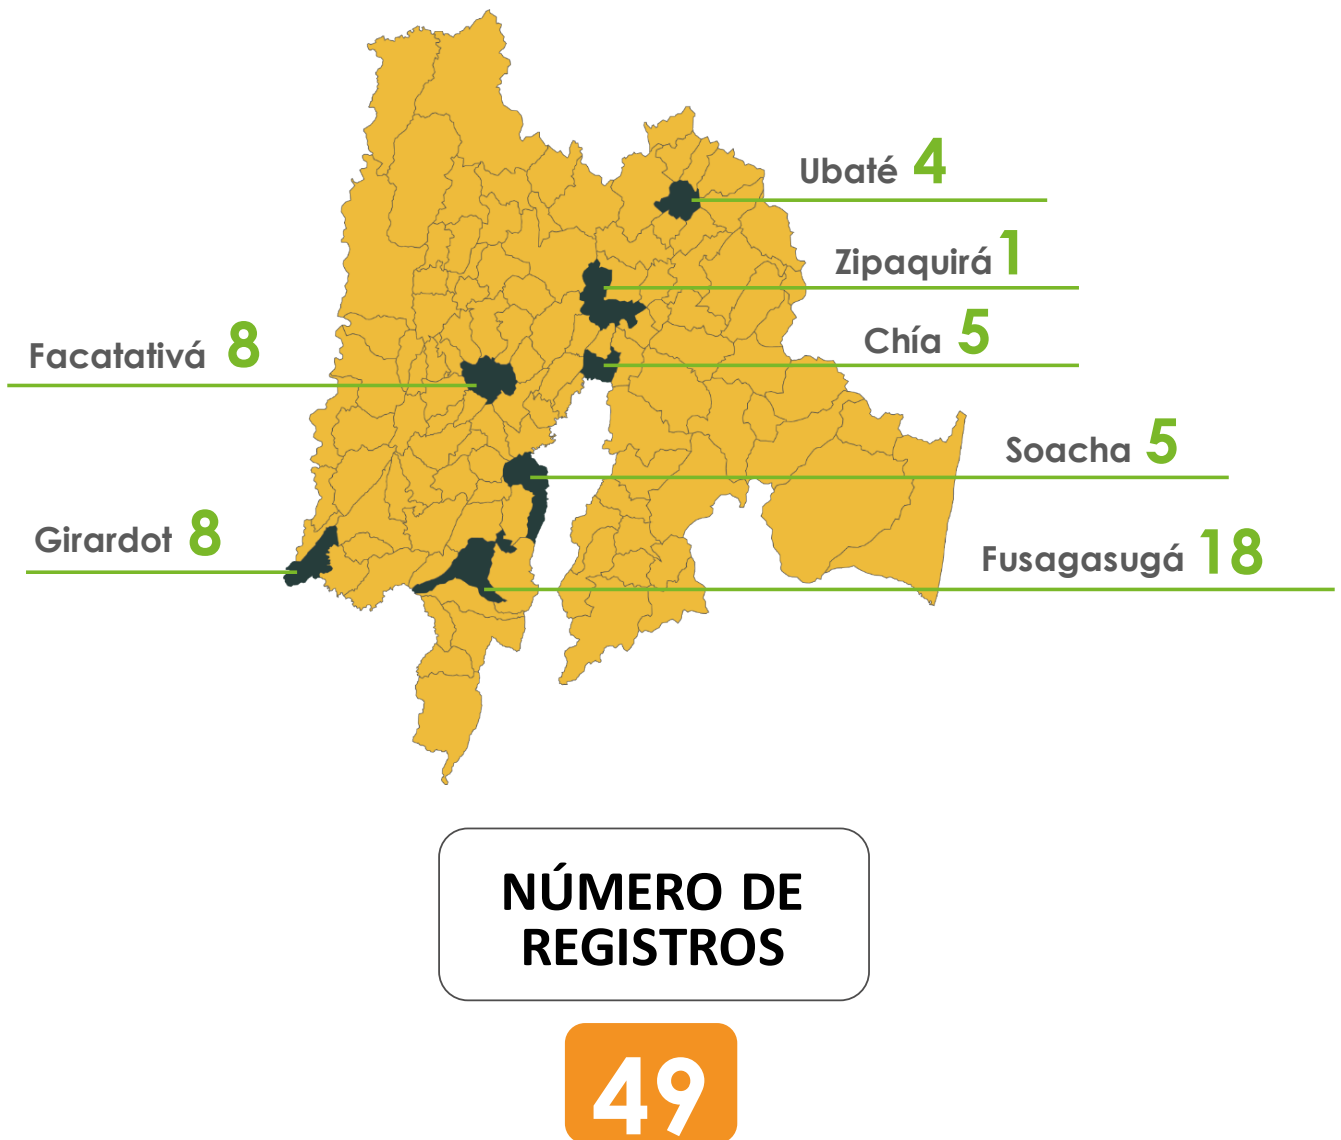 Ubaté 4
Zipaquirá 1
Chía 5
Facatativá 8
Soacha 5
Girardot 8
Fusagasugá 18
NÚMERO DE
REGISTROS
49